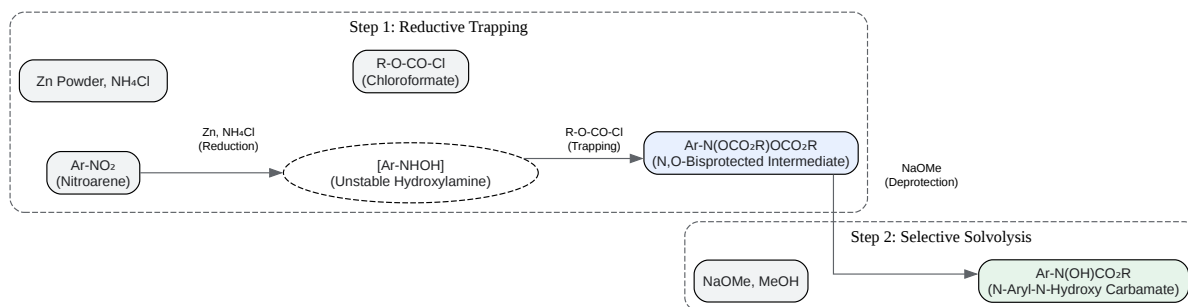 Step 1: Reductive Trapping
Zn Powder, NH₄Cl
R-O-CO-Cl
(Chloroformate)
Ar-NO₂
(Nitroarene)
Zn, NH₄Cl
(Reduction)
[Ar-NHOH]
(Unstable Hydroxylamine)
R-O-CO-Cl
(Trapping)
Ar-N(OCO₂R)OCO₂R
(N,O-Bisprotected Intermediate)
NaOMe
(Deprotection)
Step 2: Selective Solvolysis
NaOMe, MeOH
Ar-N(OH)CO₂R
(N-Aryl-N-Hydroxy Carbamate)